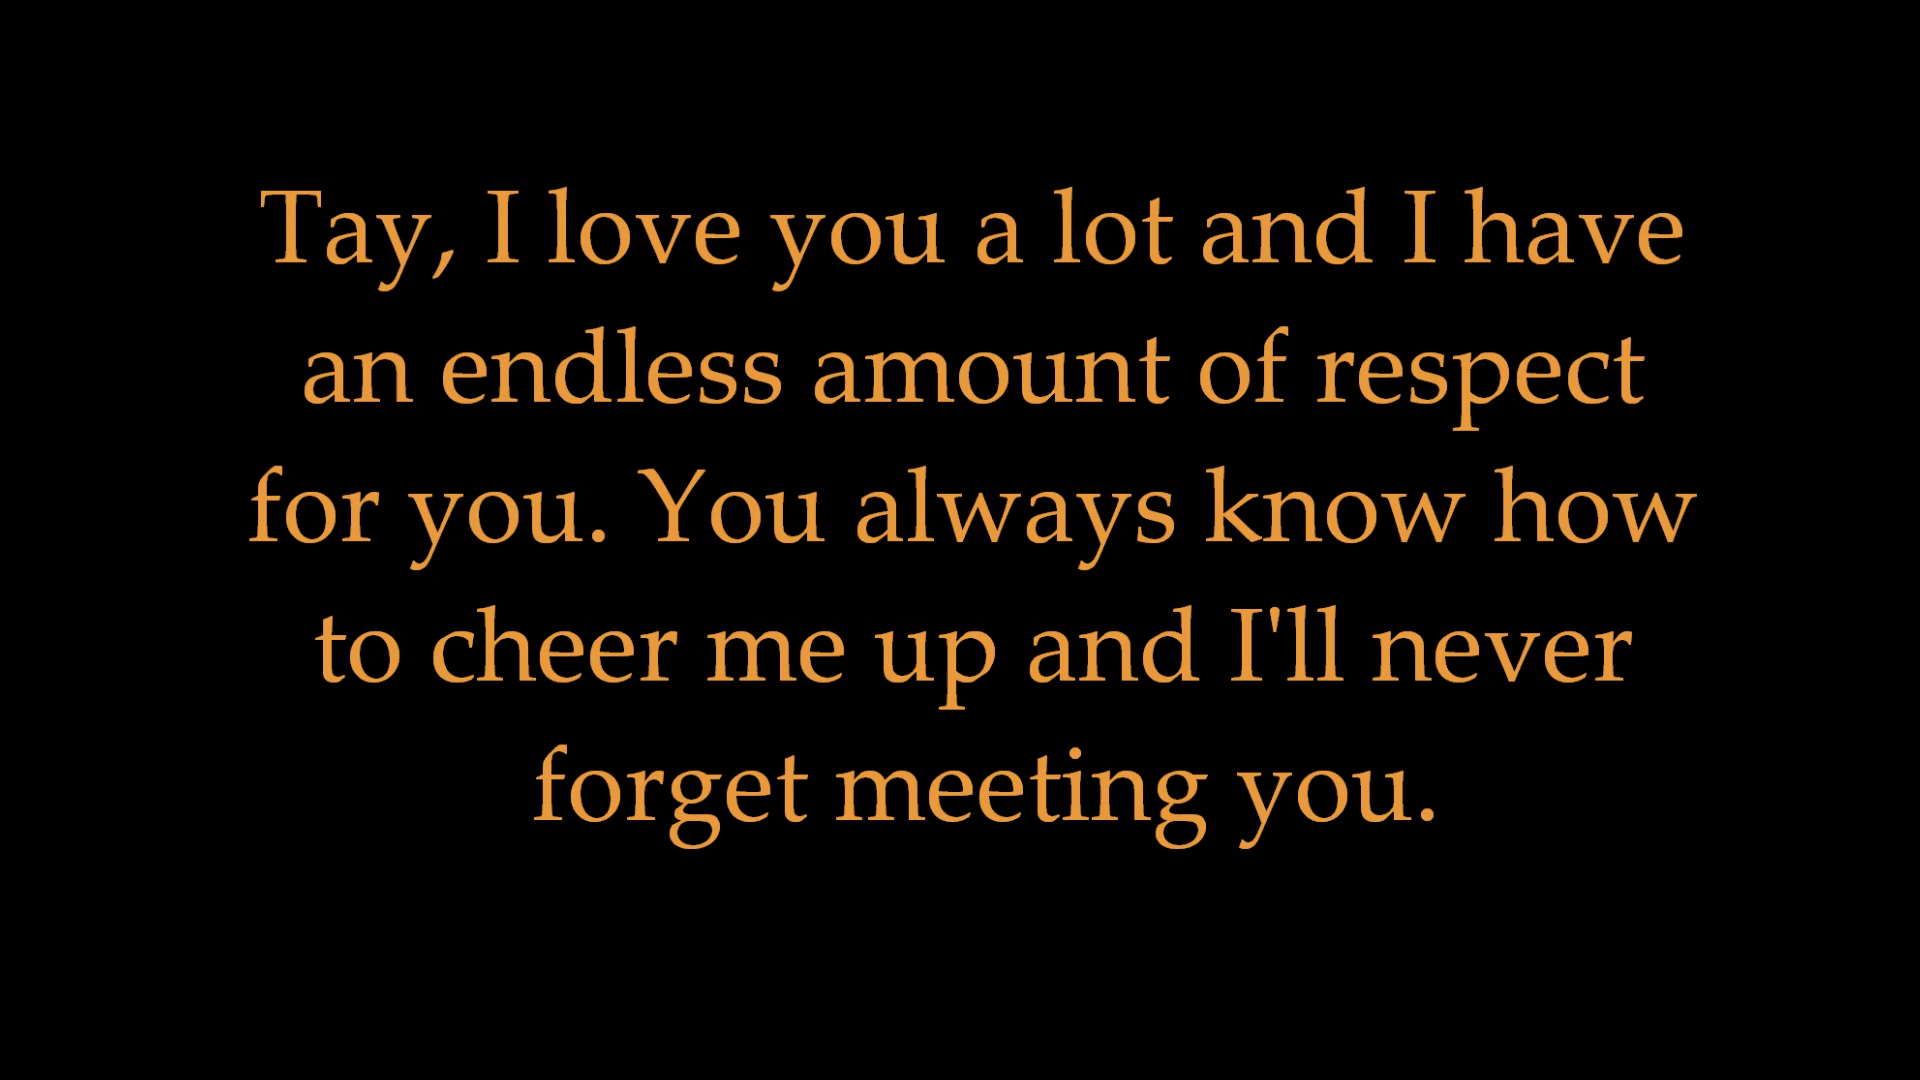 Tay, I love you a lot and I have
an endless amount of respect
for you. You always know how
to cheer me up and I'll never
forget meeting you.